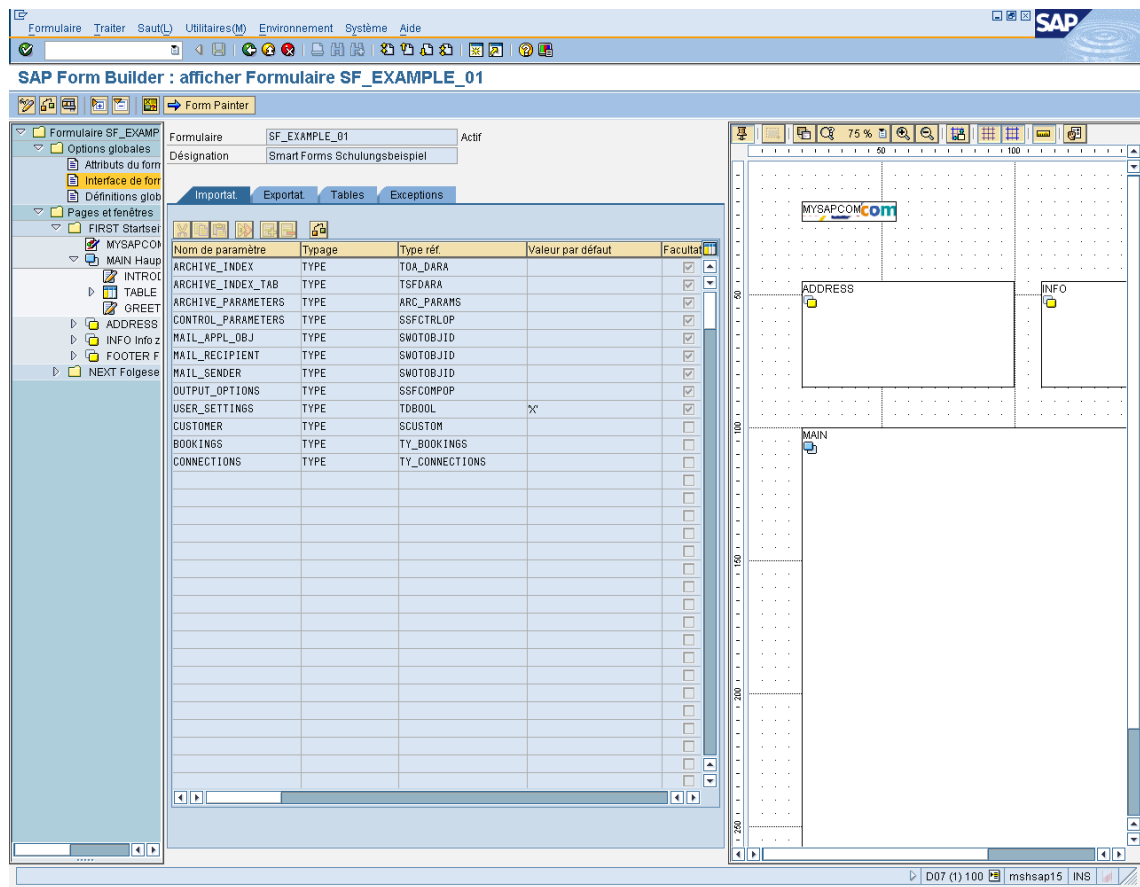 Formulaire Traiter Saut(L) Utilitaires(M) Environnement Système Aide
SAP
SAP Form Builder : afficher Formulaire SF_EXAMPLE_01
Form Painter
Formulaire SF_EXAMP
Options globales
Attributs du form
Interface de forr
Définitions glob
Pages et fenêtres
FIRST Startsei
MYSAPCOM
MAIN Haup
INTROD
TABLE
GREET
ADDRESS
INFO Info z
FOOTER F
NEXT Folgese
Formulaire SF_EXAMPLE_01 Actif
Désignation Smart Forms Schulungsbeispiel
Importat. Exportat. Tables Exceptions
Nom de paramètre Typage Type réf. Valeur par défaut Facultat
ARCHIVE_INDEX TYPE TOA_DARA
ARCHIVE_INDEX_TAB TYPE TSFDARA
ARCHIVE_PARAMETERS TYPE ARC_PARAMS
CONTROL_PARAMETERS TYPE SSFCTRLOP
MAIL_APPL_OBJ TYPE SWOTOBJID
MAIL_RECIPIENT TYPE SWOTOBJID
MAIL_SENDER TYPE SWOTOBJID
OUTPUT_OPTIONS TYPE SSFCOMPOP
USER_SETTINGS TYPE TDBOOL 'X'
CUSTOMER TYPE SCUSTOM
BOOKINGS TYPE TY_BOOKINGS
CONNECTIONS TYPE TY_CONNECTIONS
75 %
50 100
MYSAPCOM com
50
ADDRESS INFO
100
MAIN
150
200
250
D07 (1) 100 mshsap15 INS